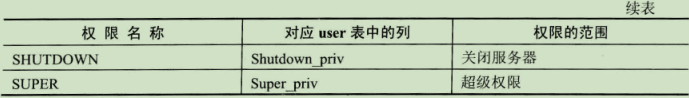 续表
权 限 名 称 对应 user 表中的列 权限的范围
SHUTDOWN Shutdown_priv 关闭服务器
SUPER Super_priv 超级权限